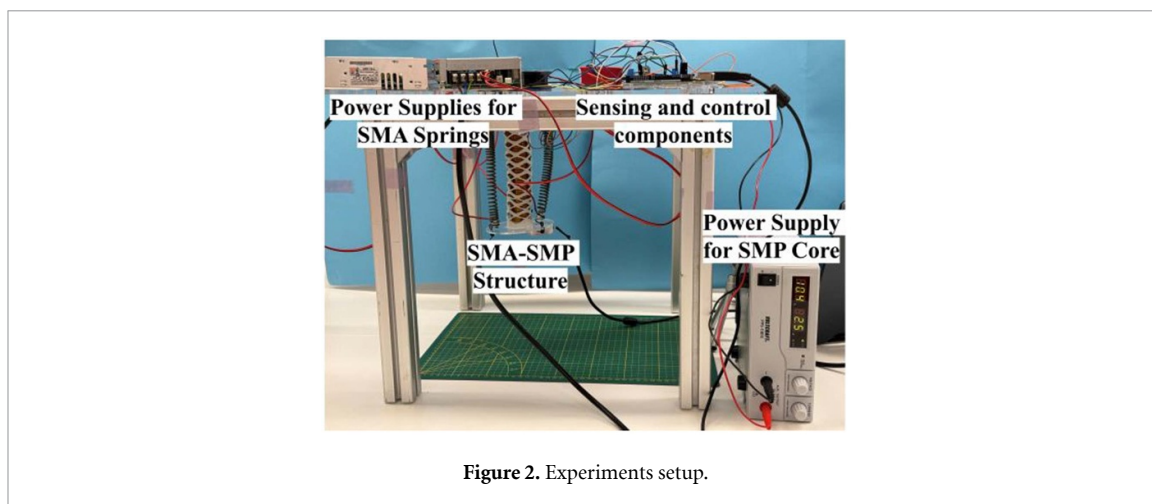 Power Supplies for
SMA Springs
Sensing and control
components
Power Supply
for SMP Core
SMA-SMP
Structure
Figure 2. Experiments setup.